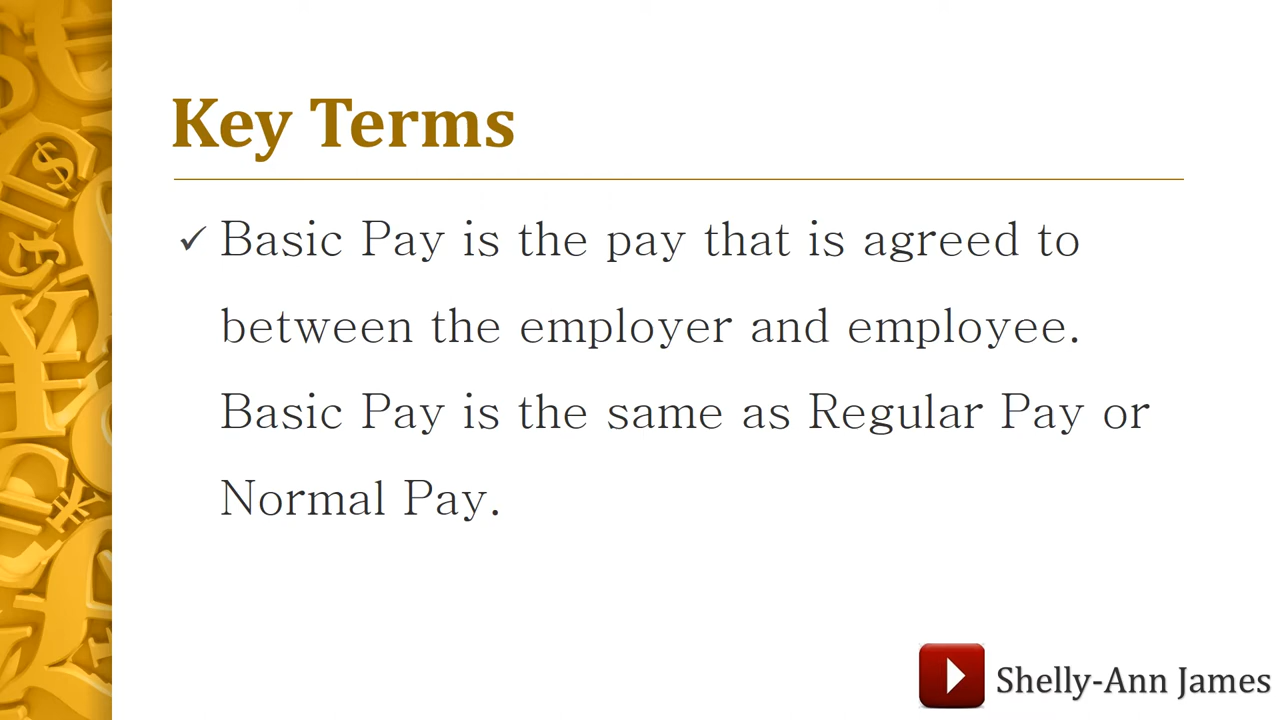 Key Terms
✓ Basic Pay is the pay that is agreed to
between the employer and employee.
Basic Pay is the same as Regular Pay or
Normal Pay.
Shelly-Ann James